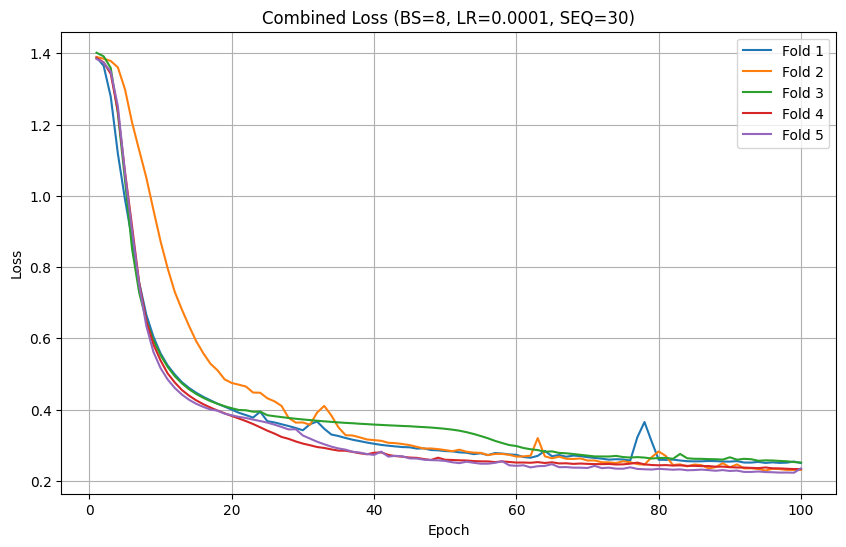 Combined Loss (BS=8, LR=0.0001, SEQ=30)
Loss
1.4
1.2
1.0
0.8
0.6
0.4
0.2
Fold 1
Fold 2
Fold 3
Fold 4
Fold 5
0 20 40 60 80 100
Epoch